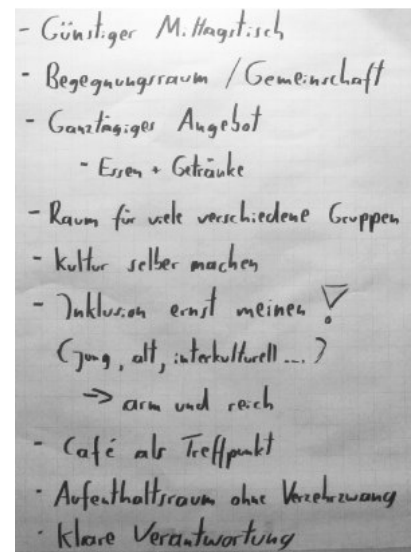 - Günstiger M.Hagstisch
- Begegnungsraum / Gemeinschaft
- Ganztägiges Angebot
- Essen + Getränke
- Raum für viele verschiedene Gruppen
- Kultur selber machen
- Inklusion ernst meinen !
(jung, alt, interkulturell....)
→ arm und reich
- Café als Treffpunkt
- Aufenthaltsraum ohne Verzehrzwang
- Klare Verantwortung